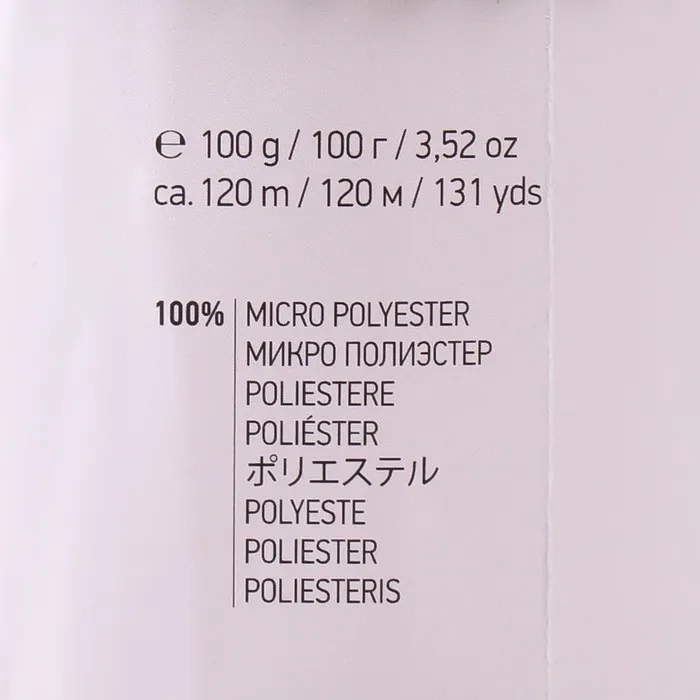 ℮ 100 g / 100 г / 3,52 oz
ca. 120 m / 120 м / 131 yds
100% MICRO POLYESTER
МИКРО ПОЛИЭСТЕР
POLIESTERE
POLIÉSTER
ポリエステル
POLYESTE
POLIESTER
POLIESTERIS